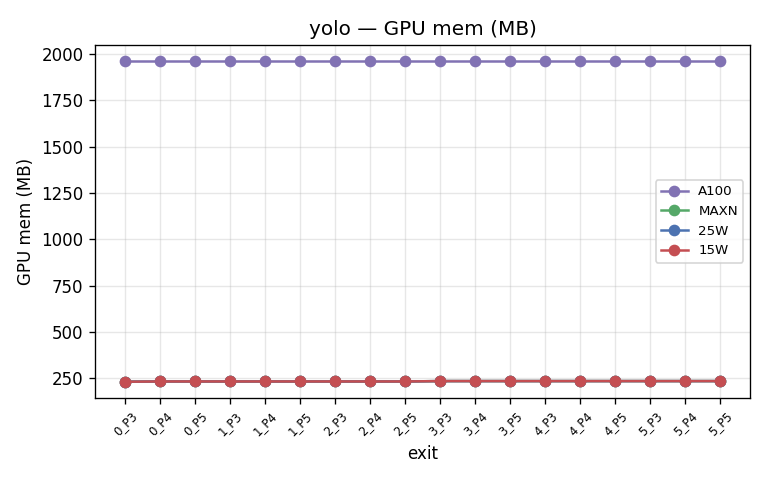 yolo — GPU mem (MB)
GPU mem (MB)
2000
1750
1500
1250
1000
750
500
250
A100
MAXN
25W
15W
0_P3 0_P4 0_P5 1_P3 1_P4 1_P5 2_P3 2_P4 2_P5 3_P3 3_P4 3_P5 4_P3 4_P4 4_P5 5_P3 5_P4 5_P5
exit